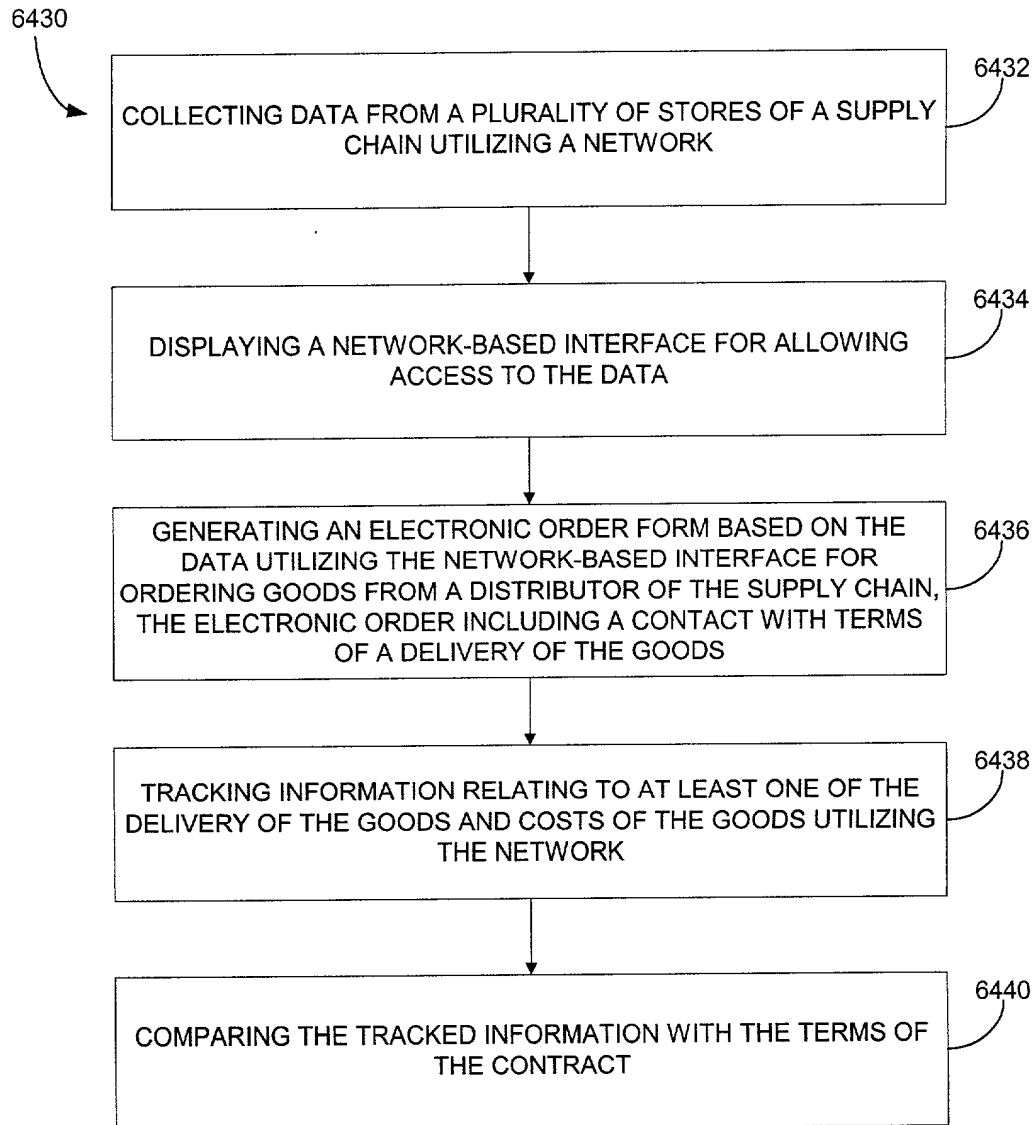 6430
6432
COLLECTING DATA FROM A PLURALITY OF STORES OF A SUPPLY
CHAIN UTILIZING A NETWORK
6434
DISPLAYING A NETWORK-BASED INTERFACE FOR ALLOWING
ACCESS TO THE DATA
6436
GENERATING AN ELECTRONIC ORDER FORM BASED ON THE
DATA UTILIZING THE NETWORK-BASED INTERFACE FOR
ORDERING GOODS FROM A DISTRIBUTOR OF THE SUPPLY CHAIN,
THE ELECTRONIC ORDER INCLUDING A CONTACT WITH TERMS
OF A DELIVERY OF THE GOODS
6438
TRACKING INFORMATION RELATING TO AT LEAST ONE OF THE
DELIVERY OF THE GOODS AND COSTS OF THE GOODS UTILIZING
THE NETWORK
6440
COMPARING THE TRACKED INFORMATION WITH THE TERMS OF
THE CONTRACT